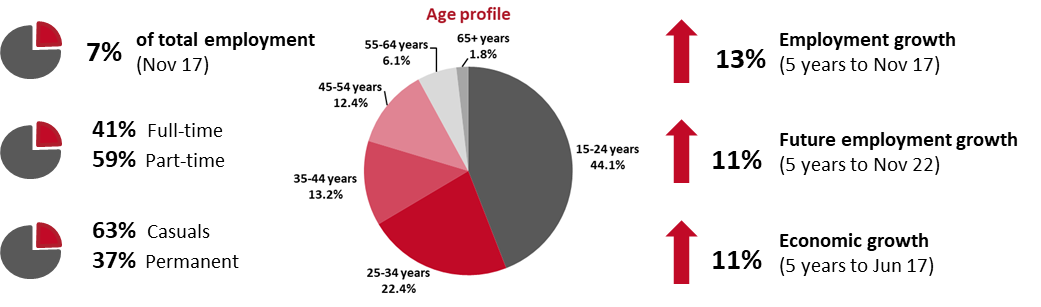 7% of total employment
(Nov 17)
41% Full-time
59% Part-time
63% Casuals
37% Permanent
Age profile
65+ years
1.8%
55-64 years
6.1%
45-54 years
12.4%
35-44 years
13.2%
25-34 years
22.4%
15-24 years
44.1%
13% Employment growth
(5 years to Nov 17)
11% Future employment growth
(5 years to Nov 22)
11% Economic growth
(5 years to Jun 17)